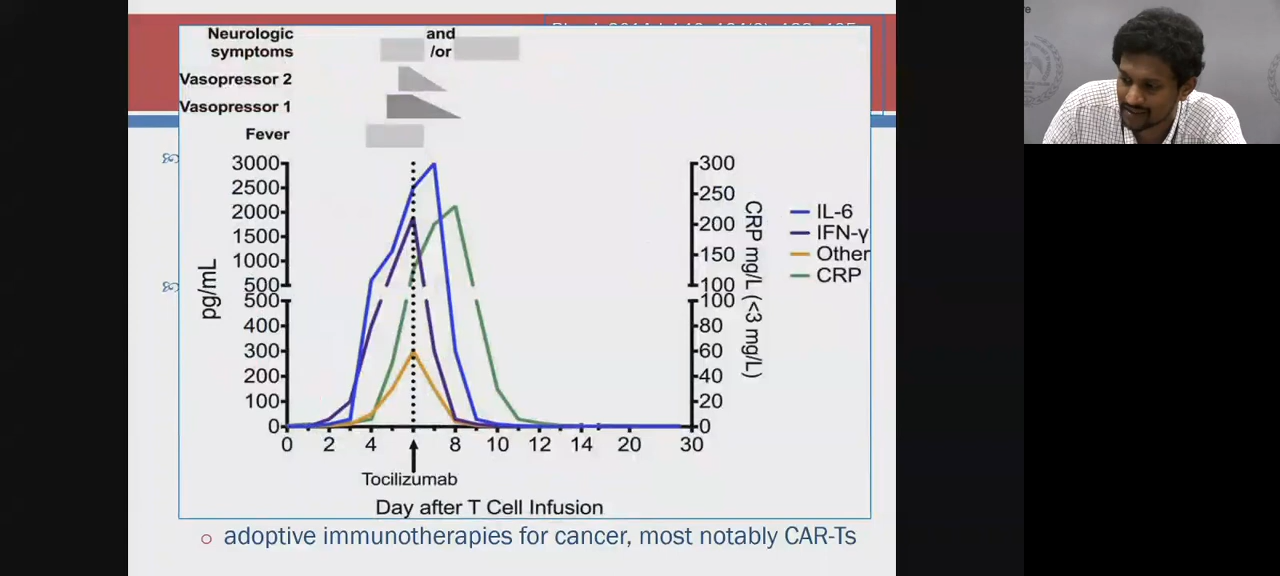 re
Neurologic
symptoms
and
/or
Vasopressor 2
Vasopressor 1
Fever
3000
2500
2000
1500
1000
500
500
400
300
200
100
0
pg/mL
300
250
200
150
100
100
80
60
40
20
0
CRP mg/L (<3 mg/L)
IL-6
IFN-γ
Other
CRP
0 2 4 8 10 12 14 20 30
Tocilizumab
Day after T Cell Infusion
adoptive immunotherapies for cancer, most notably CAR-Ts